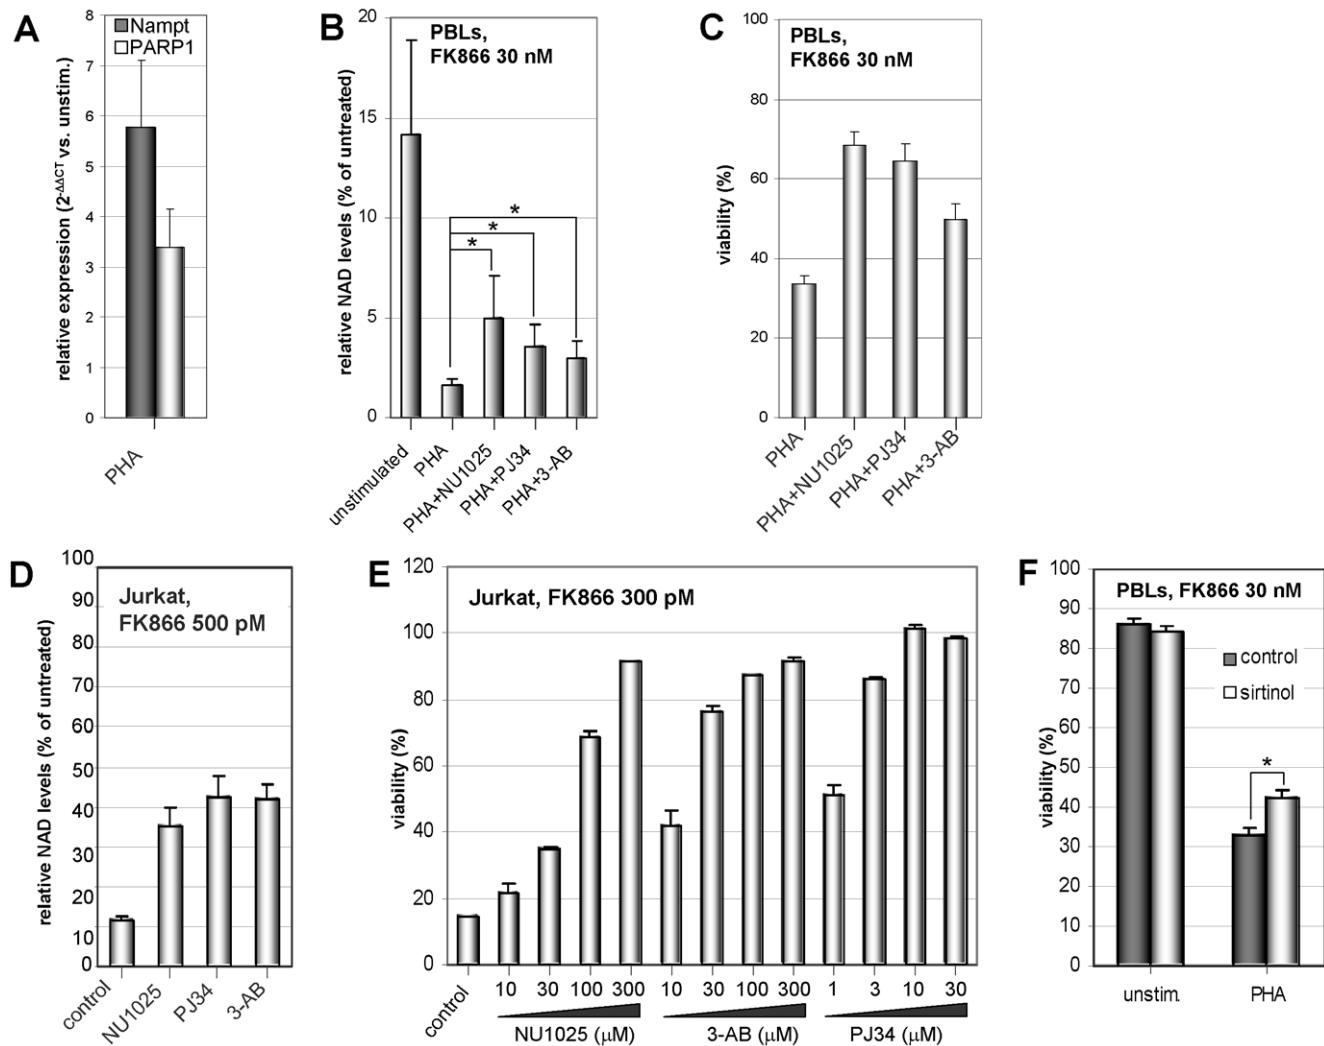 A
Nampt
PARP1
relative expression (2-ΔΔCT vs. unstim.)
8
7
6
5
4
3
2
1
0
PHA
B
PBLs,
FK866 30 nM
relative NAD levels (% of untreated)
20
15
10
5
0
*
*
*
unstimulated
PHA
PHA+NU1025
PHA+PJ34
PHA+3-AB
C
PBLs,
FK866 30 nM
viability (%)
100
80
60
40
20
0
PHA
PHA+NU1025
PHA+PJ34
PHA+3-AB
D
Jurkat,
FK866 500 pM
relative NAD levels (% of untreated)
100
90
80
70
60
50
40
30
20
10
0
control
NU1025
PJ34
3-AB
E
Jurkat, FK866 300 pM
viability (%)
120
100
80
60
40
20
0
control
10 30 100 300 10 30 100 300 1 3 10 30
NU1025 (μM) 3-AB (μM) PJ34 (μM)
F
PBLs, FK866 30 nM
control
sirtinol
viability (%)
100
90
80
70
60
50
40
30
20
10
0
*
unstim. PHA